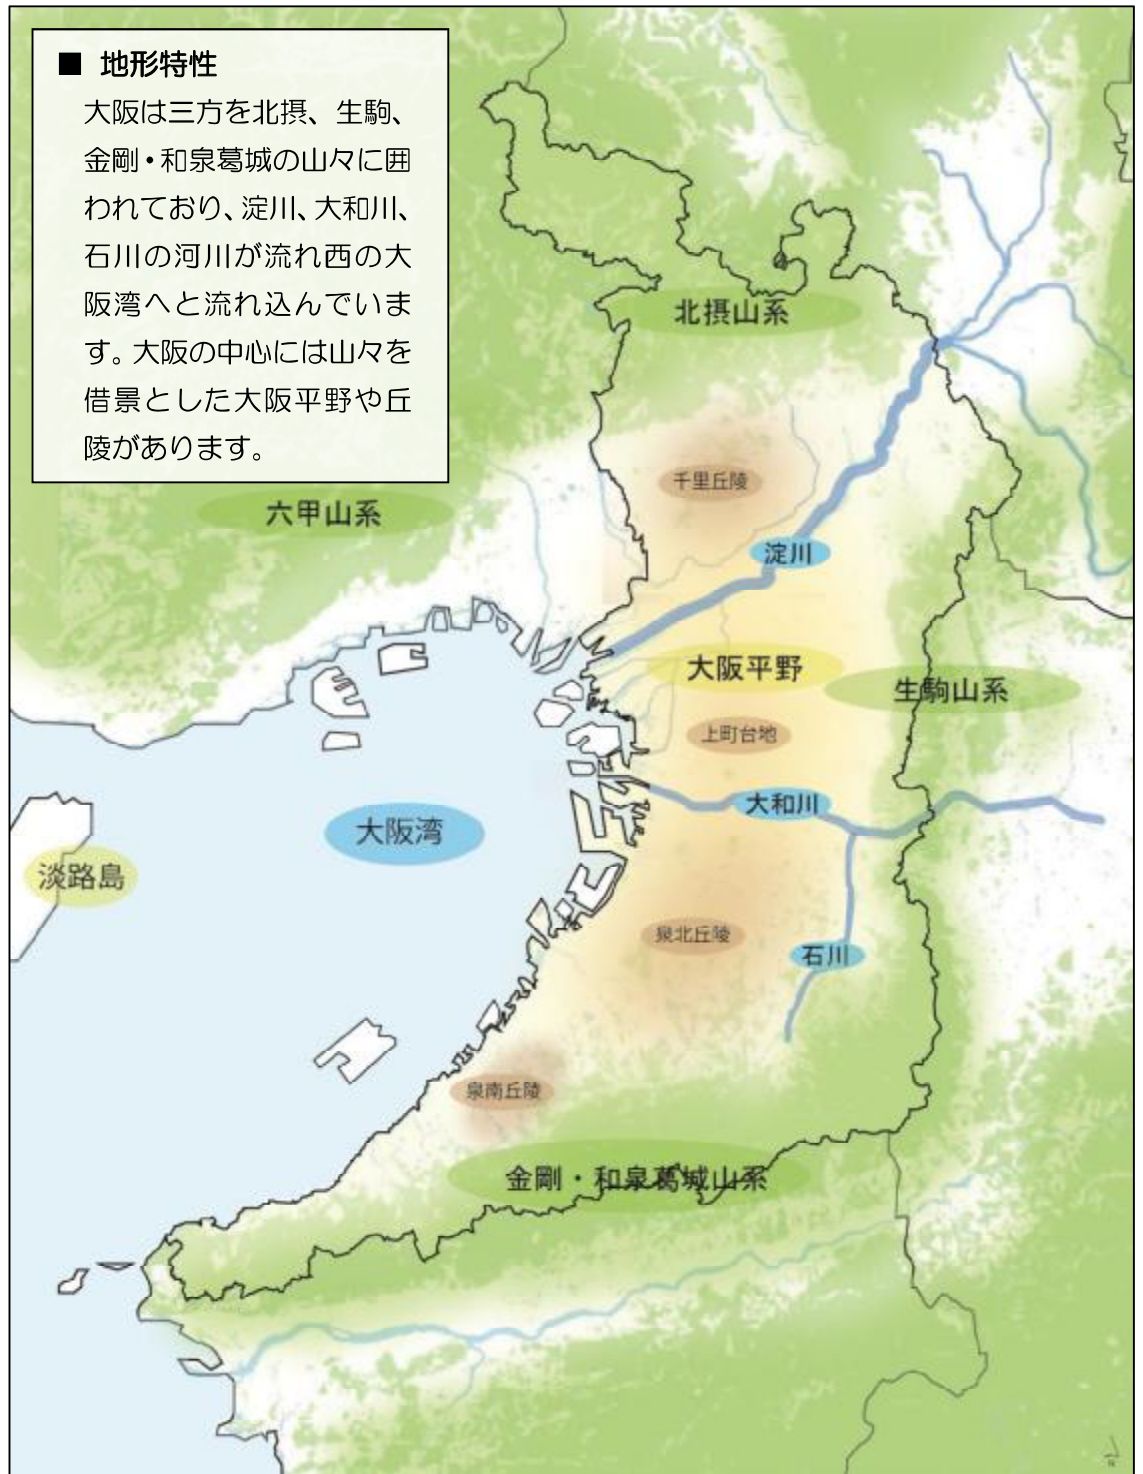 ■ 地形特性
大阪は三方を北摂、生駒、
金剛・和泉葛城の山々に囲
われており、淀川、大和川、
石川の河川が流れ西の大
阪湾へと流れ込んでいま
す。大阪の中心には山々を
借景とした大阪平野や丘
陵があります。
北摂山系
千里丘陵
六甲山系
淀川
大阪平野
生駒山系
上町台地
大和川
大阪湾
淡路島
泉北丘陵
石川
泉南丘陵
金剛・和泉葛城山系